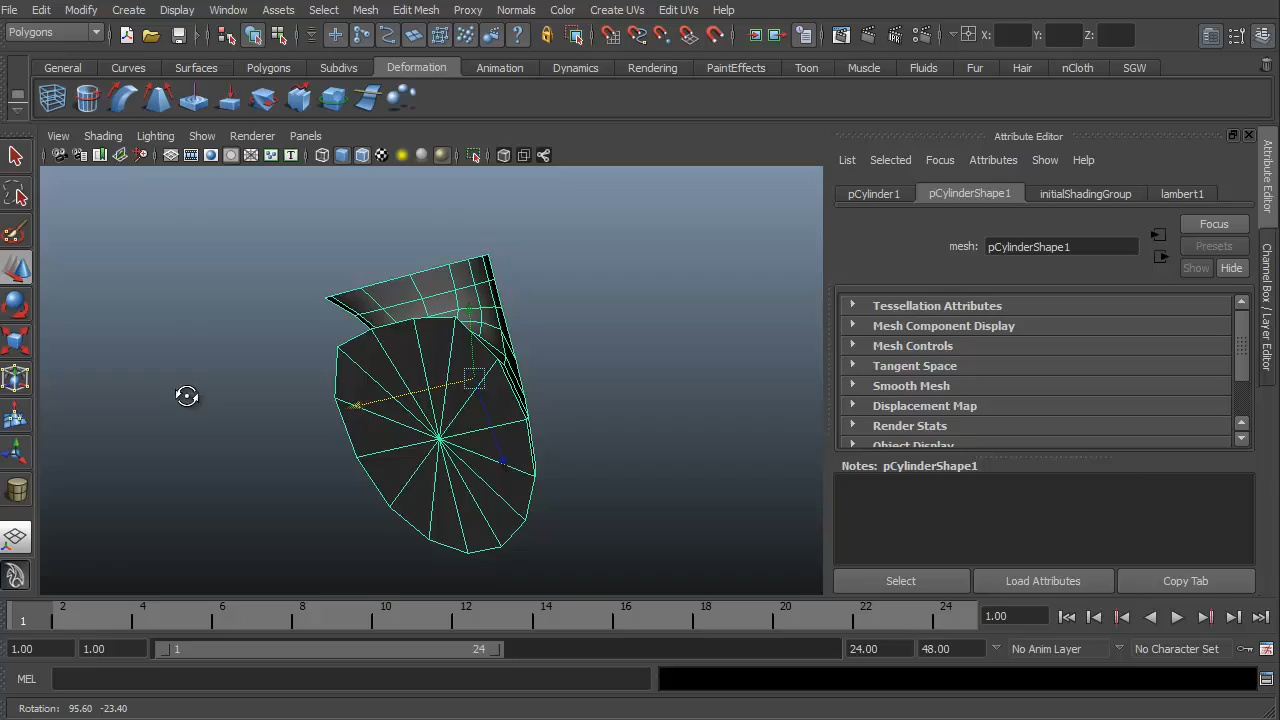 File Edit Modify Create Display Window Assets Select Mesh Edit Mesh Proxy Normals Color Create UVs Edit UVs Help
Polygons X: Y: Z:
General Curves Surfaces Polygons Subdivs Deformation Animation Dynamics Rendering PaintEffects Toon Muscle Fluids Fur Hair nCloth SGW
View Shading Lighting Show Renderer Panels
Attribute Editor
List Selected Focus Attributes Show Help
pCylinder1 pCylinderShape1 initialShadingGroup lambert1
Focus
mesh: pCylinderShape1 Presets
Show Hide
Tessellation Attributes
Mesh Component Display
Mesh Controls
Tangent Space
Smooth Mesh
Displacement Map
Render Stats
Object Display
Notes: pCylinderShape1
Select Load Attributes Copy Tab
Attribute Editor
Channel Box / Layer Editor
1 2 4 6 8 10 12 14 16 18 20 22 24 1.00
1.00 1.00 1 24 24.00 48.00 No Anim Layer No Character Set
MEL
Rotation: 95.60 -23.40